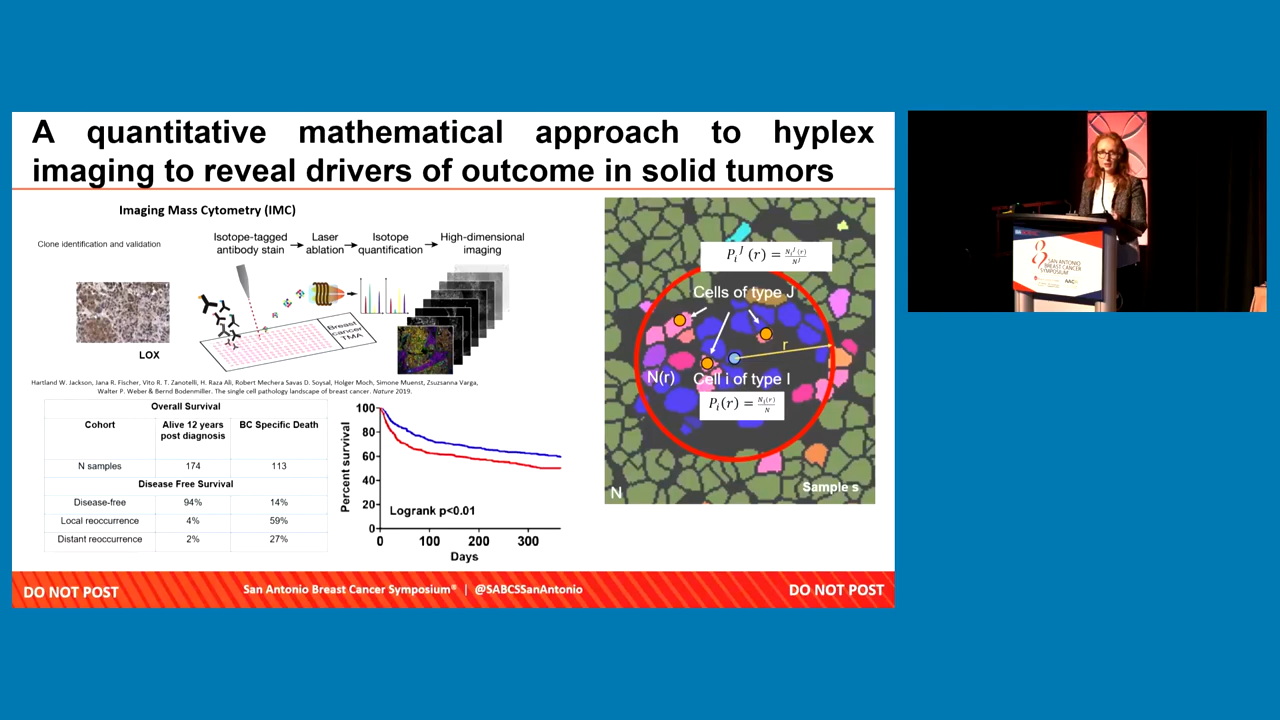 A quantitative mathematical approach to hyplex
imaging to reveal drivers of outcome in solid tumors
Imaging Mass Cytometry (IMC)
Clone identification and validation
Isotope-tagged
antibody stain
Laser
ablation
Isotope
quantification
High-dimensional
imaging
LOX
Breast
cancer
TMA
Hartland W. Jackson, Jana R. Fischer, Vito R. T. Zanotelli, H. Raza Ali, Robert Mechera Savas D. Soysal, Holger Moch, Simone Muenst, Zsuzsanna Varga,
Walter P. Weber & Bernd Bodenmiller. The single cell pathology landscape of breast cancer. Nature 2019.
Overall Survival
Cohort
Alive 12 years
post diagnosis
BC Specific Death
N samples 174 113
Disease Free Survival
Disease-free 94% 14%
Local reoccurrence 4% 59%
Distant reoccurrence 2% 27%
Percent survival
100
80
60
40
20
0
Logrank p<0.01
0 100 200 300
Days
P_i^J (r) = N_i^J(r) / N^J
Cells of type J
r
N(r)
Cell i of type I
P_i(r) = N_i(r) / N
N
Sample s
DO NOT POST
San Antonio Breast Cancer Symposium® | @SABCSSanAntonio
DO NOT POST
SAN ANTONIO
BREAST CANCER
SYMPOSIUM